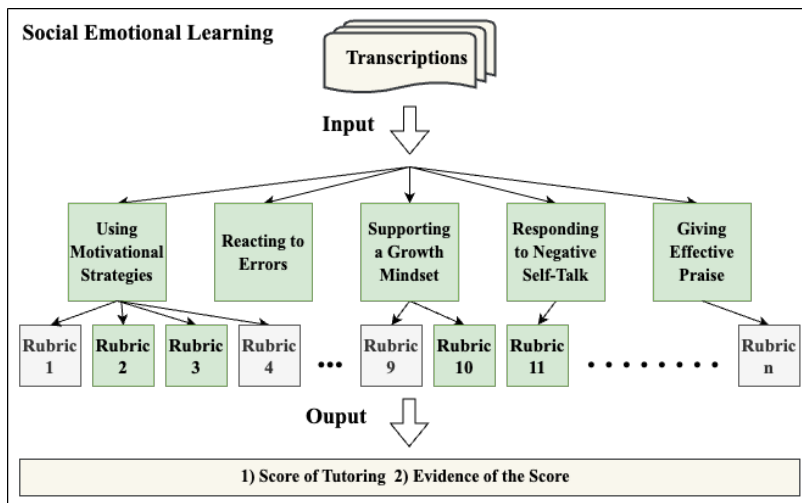 Social Emotional Learning
Transcriptions
Input
Using
Motivational
Strategies
Reacting to
Errors
Supporting
a Growth
Mindset
Responding
to Negative
Self-Talk
Giving
Effective
Praise
Rubric
1
Rubric
2
Rubric
3
Rubric
4
...
Rubric
9
Rubric
10
Rubric
11
. . . . . . . .
Rubric
n
Ouput
1) Score of Tutoring 2) Evidence of the Score